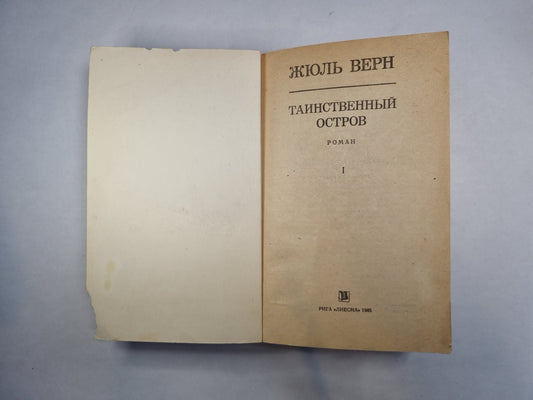 ЖЮЛЬ ВЕРН
ТАИНСТВЕННЫЙ
ОСТРОВ
РОМАН
I
РИГА «ЛИЕСМА» 1985